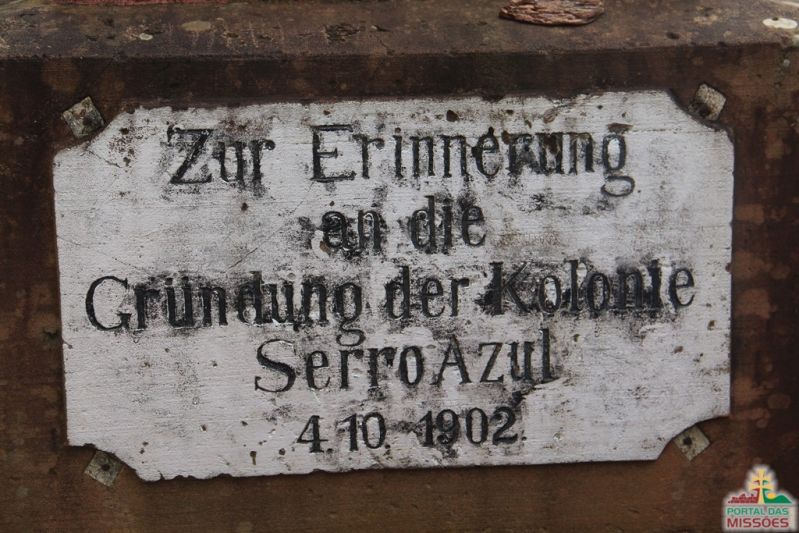 Zur Erinnerung
an die
Gründung der Kolonie
Serro Azul
4.10.1902.
PORTAL DAS
MISSÕES